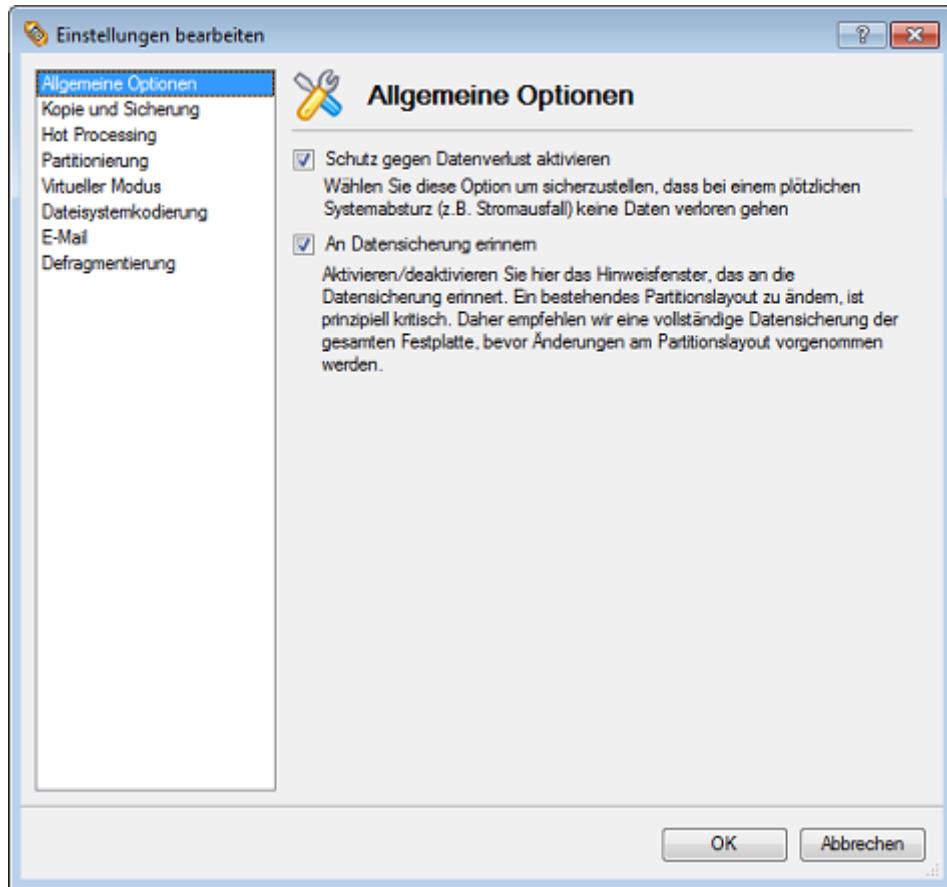 Einstellungen bearbeiten
Allgemeine Optionen
Kopie und Sicherung
Hot Processing
Partitionierung
Virtueller Modus
Dateisystemkodierung
E-Mail
Defragmentierung
Allgemeine Optionen
Schutz gegen Datenverlust aktivieren
Wählen Sie diese Option um sicherzustellen, dass bei einem plötzlichen
Systemabsturz (z.B. Stromausfall) keine Daten verloren gehen
An Datensicherung erinnern
Aktivieren/deaktivieren Sie hier das Hinweisfenster, das an die
Datensicherung erinnert. Ein bestehendes Partitionslayout zu ändern, ist
prinzipiell kritisch. Daher empfehlen wir eine vollständige Datensicherung der
gesamten Festplatte, bevor Änderungen am Partitionslayout vorgenommen
werden.
OK
Abbrechen